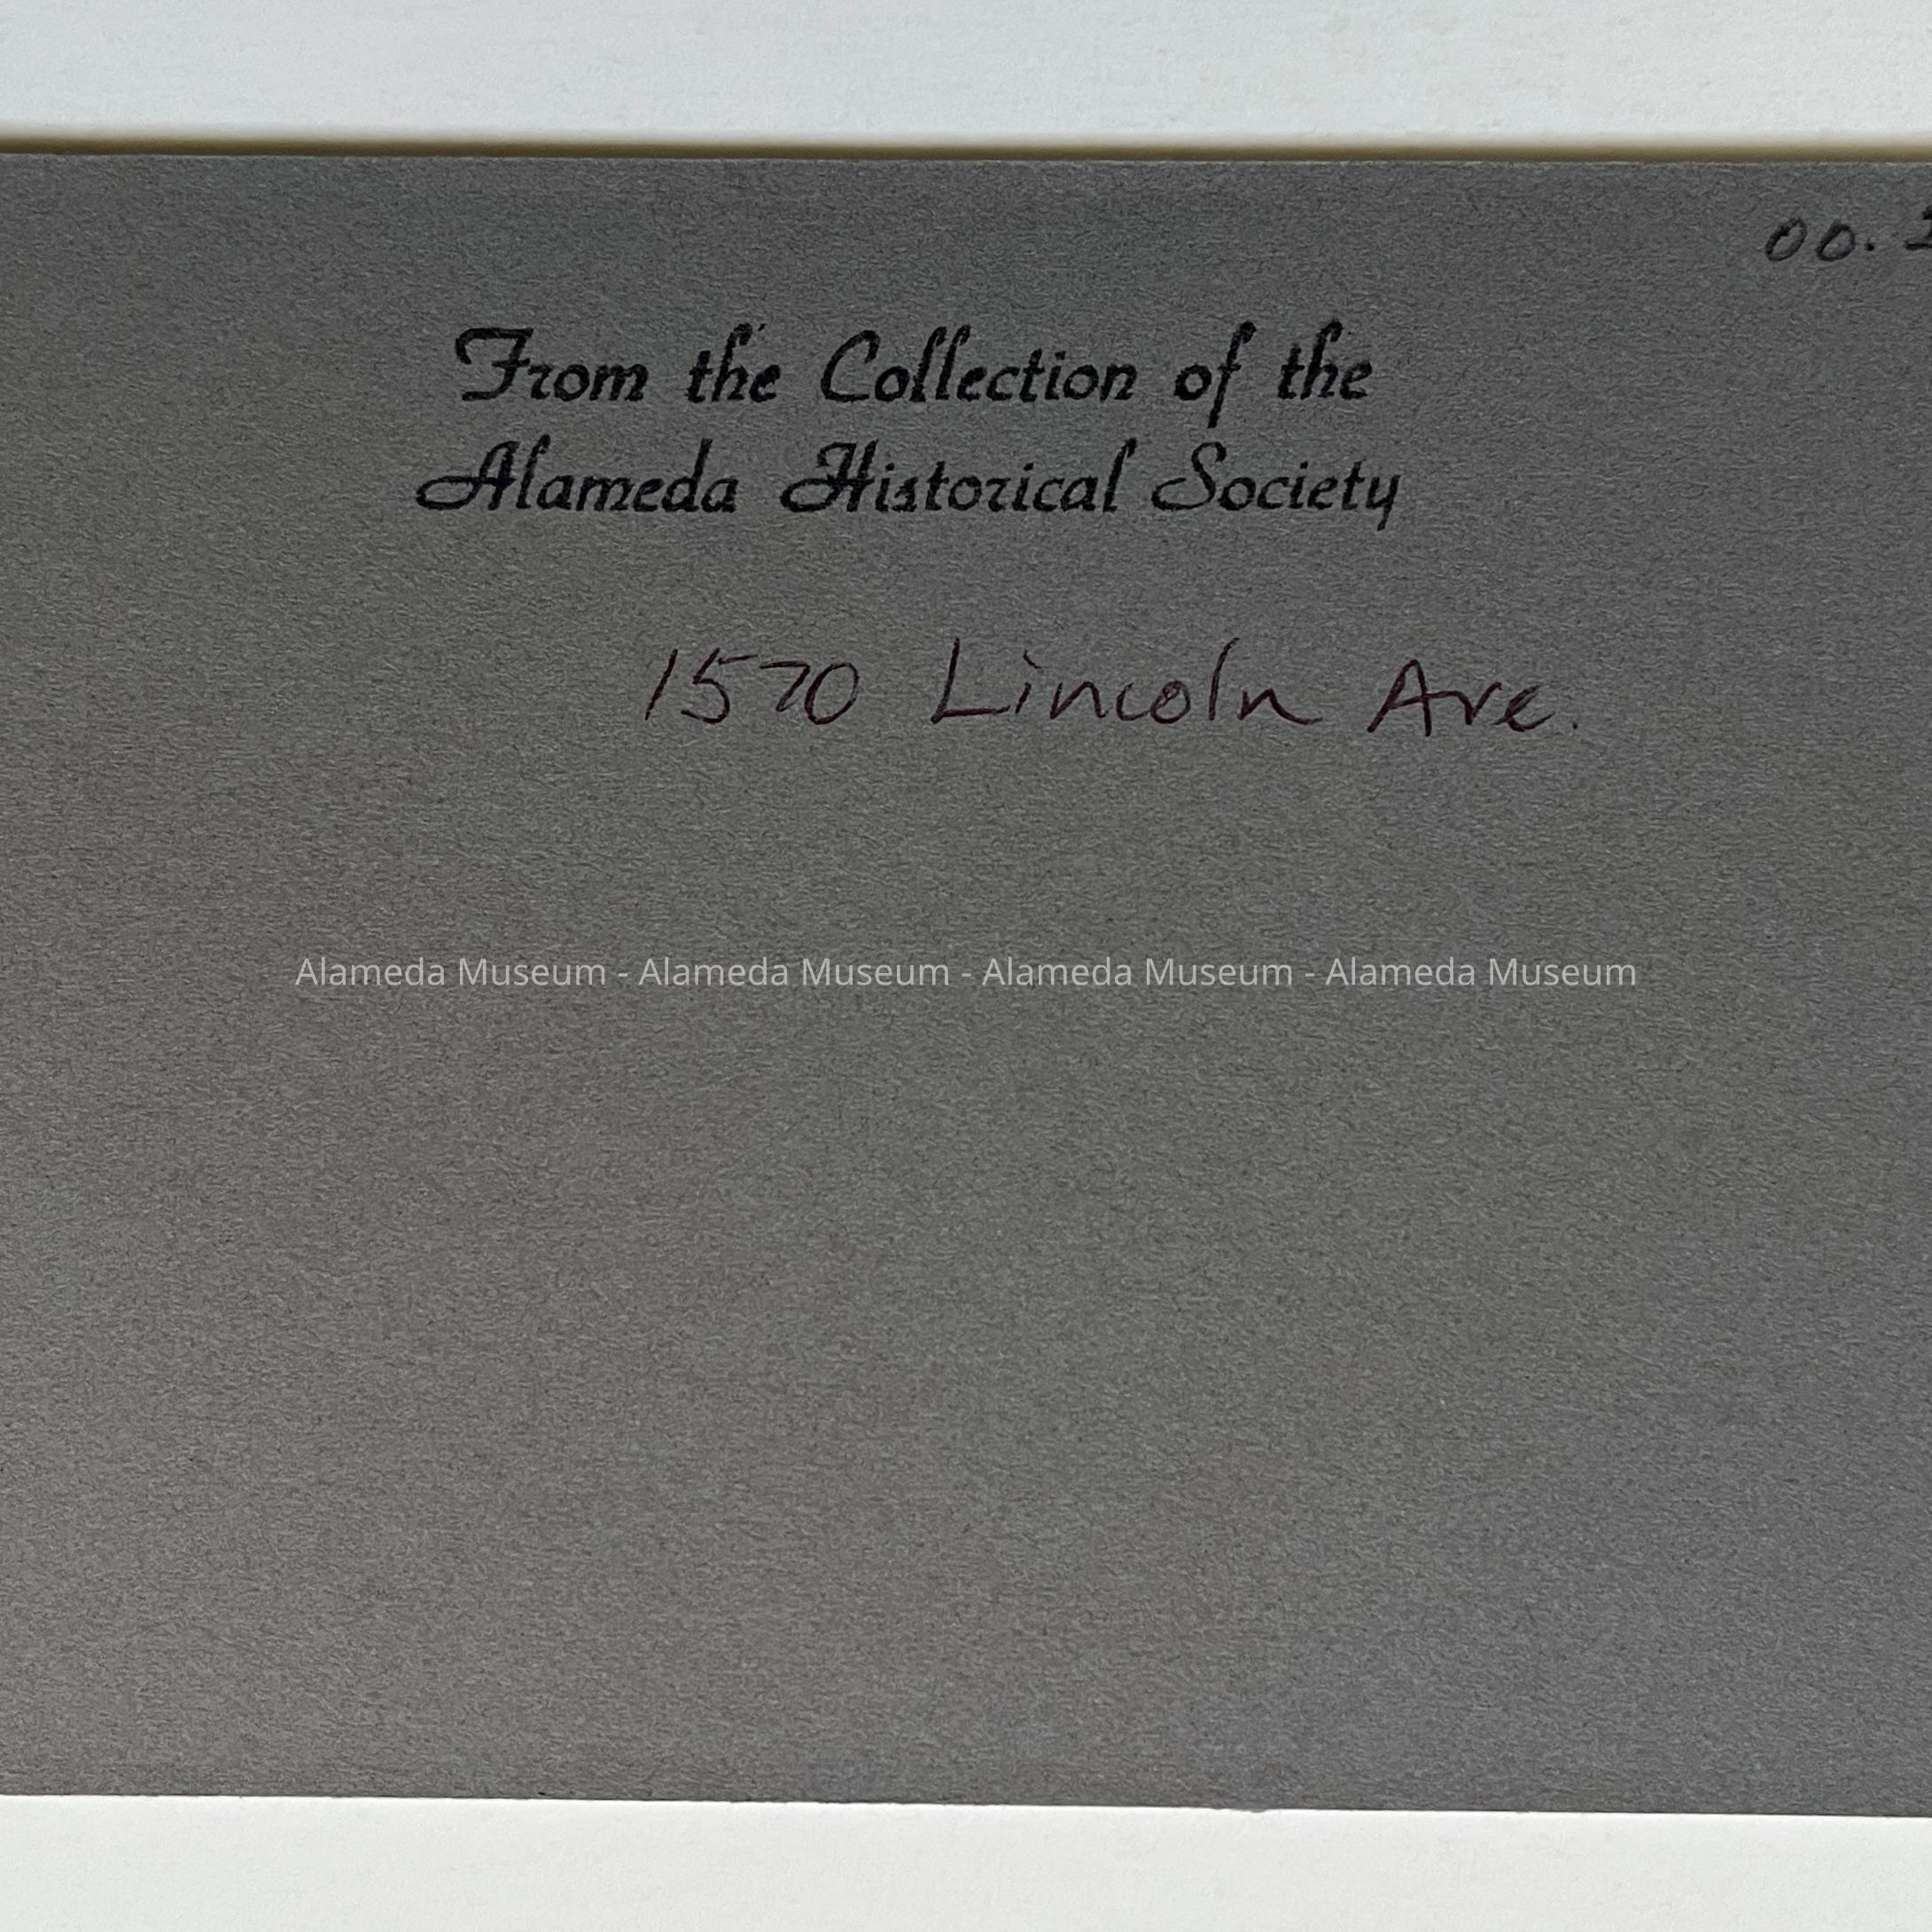 00.
From the Collection of the
Alameda Historical Society
1570 Lincoln Ave.
Alameda Museum - Alameda Museum - Alameda Museum - Alameda Museum